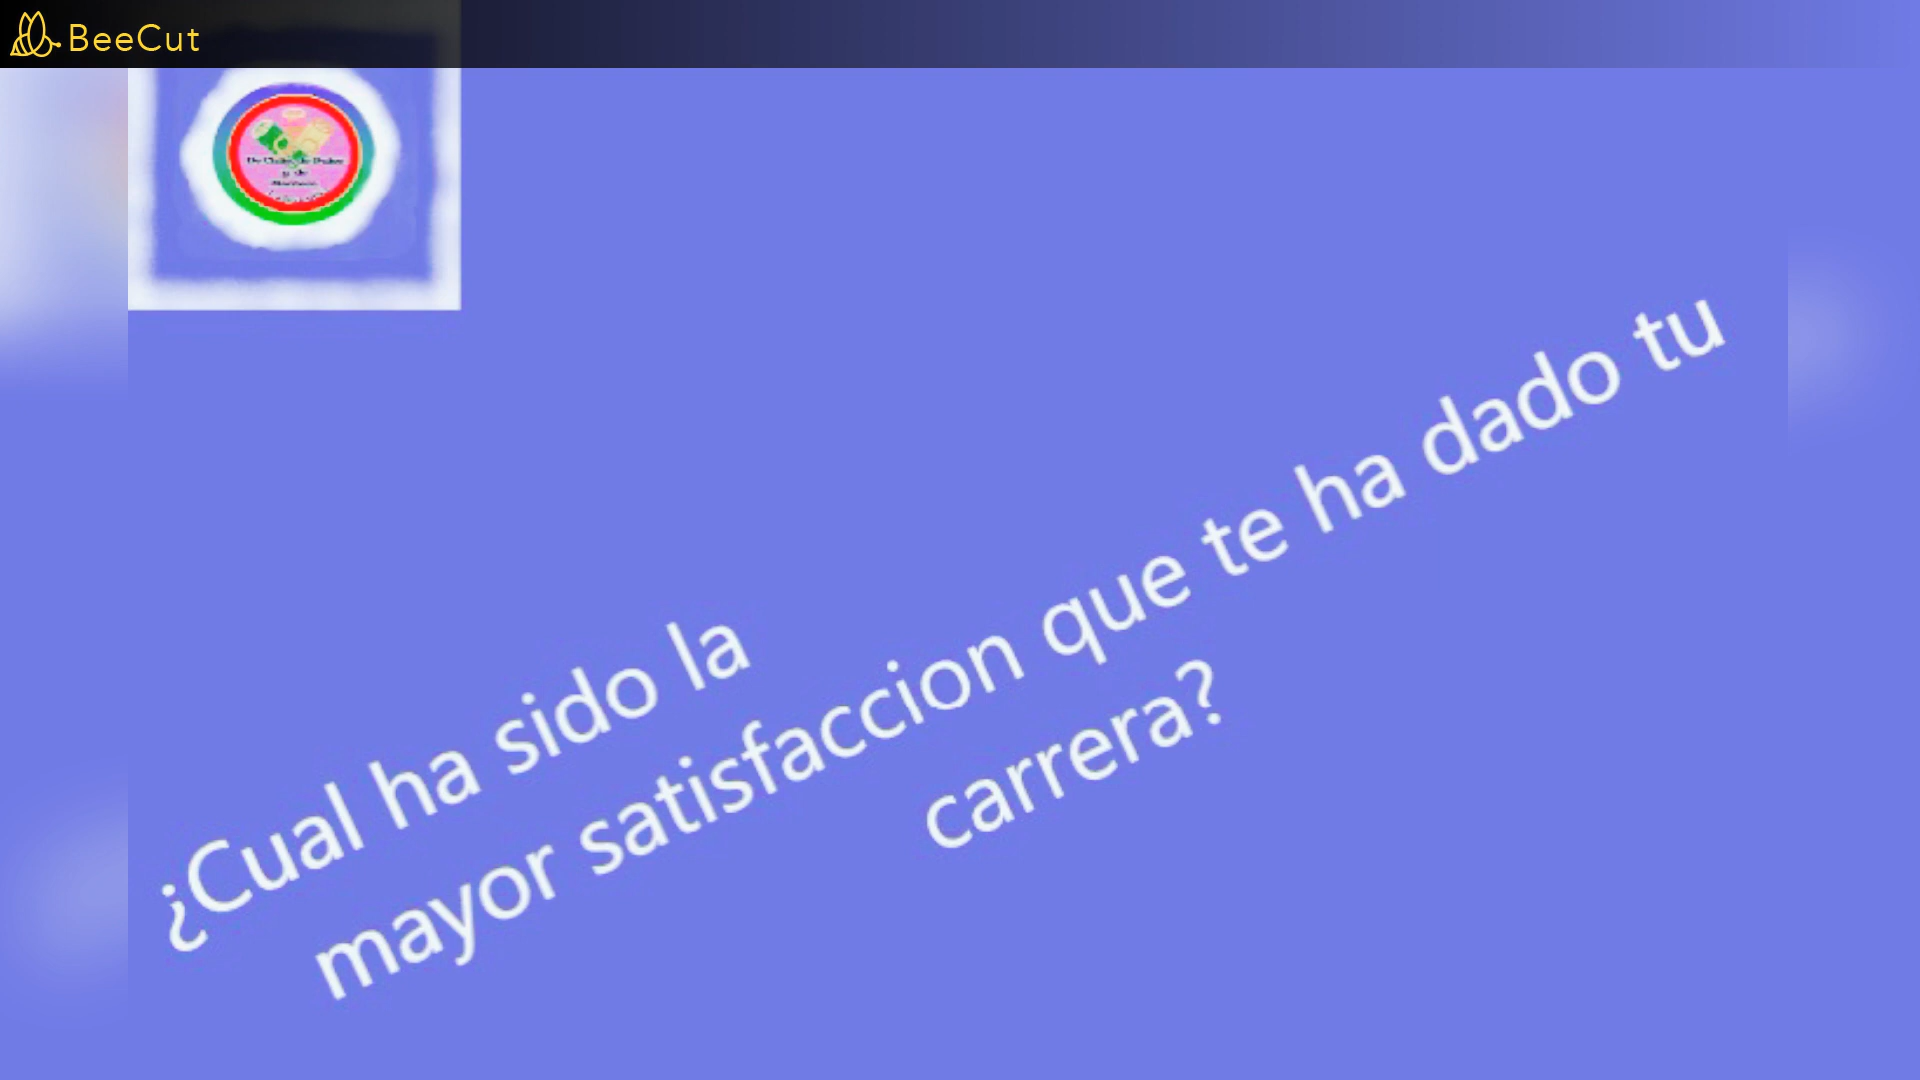 BeeCut
¿Cual ha sido la
mayor satisfaccion que te ha dado tu
carrera?